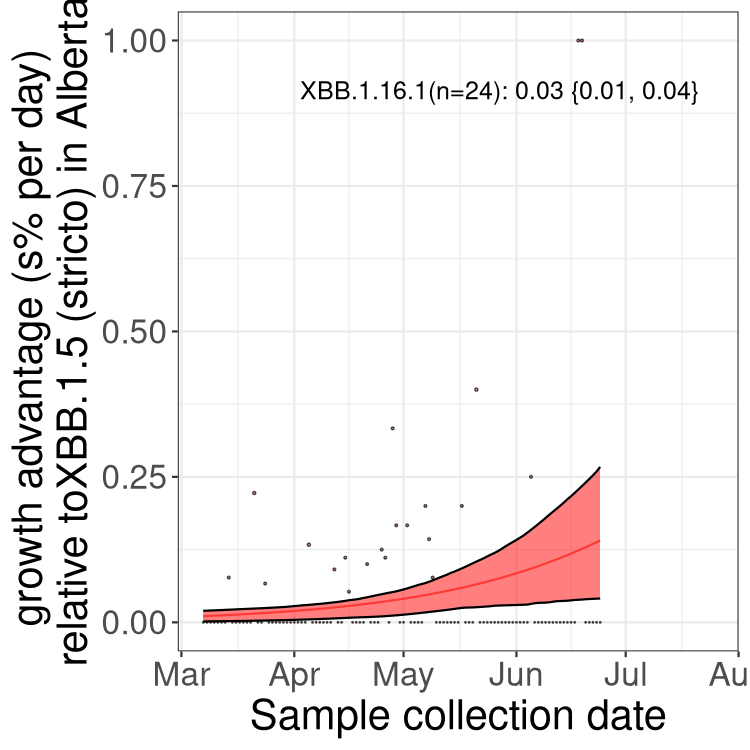 growth advantage (s% per day)
relative toXBB.1.5 (stricto) in Alberta
1.00
0.75
0.50
0.25
0.00
XBB.1.16.1(n=24): 0.03 {0.01, 0.04}
Mar Apr May Jun Jul Au
Sample collection date